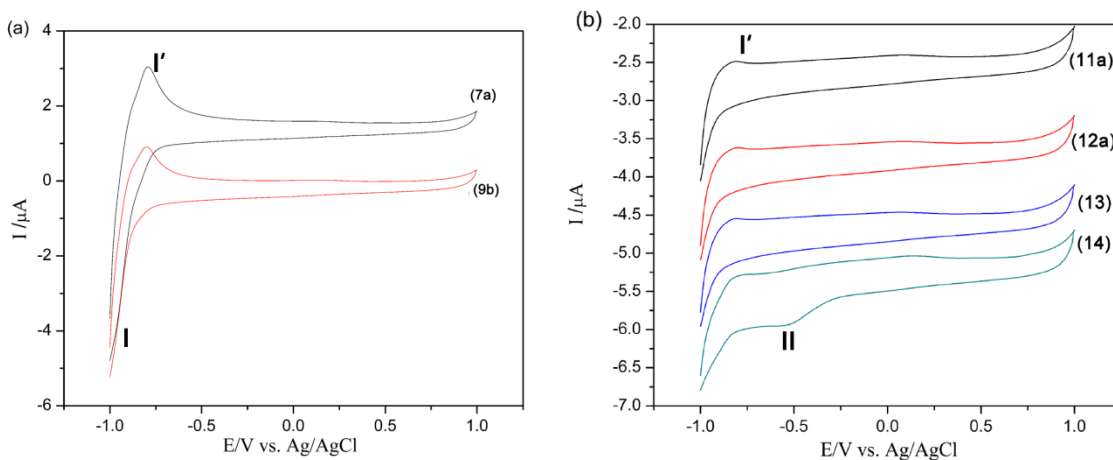 (a)
I'
(7a)
(9b)
I
4
2
0
-2
-4
-6
I /µA
-1.0 -0.5 0.0 0.5 1.0
E/V vs. Ag/AgCl
(b)
I'
(11a)
(12a)
(13)
(14)
II
-2.0
-2.5
-3.0
-3.5
-4.0
-4.5
-5.0
-5.5
-6.0
-6.5
-7.0
I /µA
-1.0 -0.5 0.0 0.5 1.0
E/V vs. Ag/AgCl